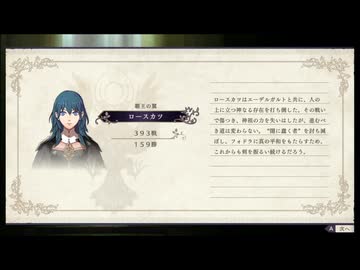 覇王の翼
ロースカツ
393戦
159勝
ロースカツはエーデルガルトと共に、人の
上に立つ神なる存在を打ち倒した。その戦い
で傷つき、神祖の力を失いはしたが、進むべ
き道は変わらない。“闇に蠢く者”を討ち滅
ぼし、フォドラに真の平和をもたらすため、
これからも剣を振るい続けるだろう。
A 次へ